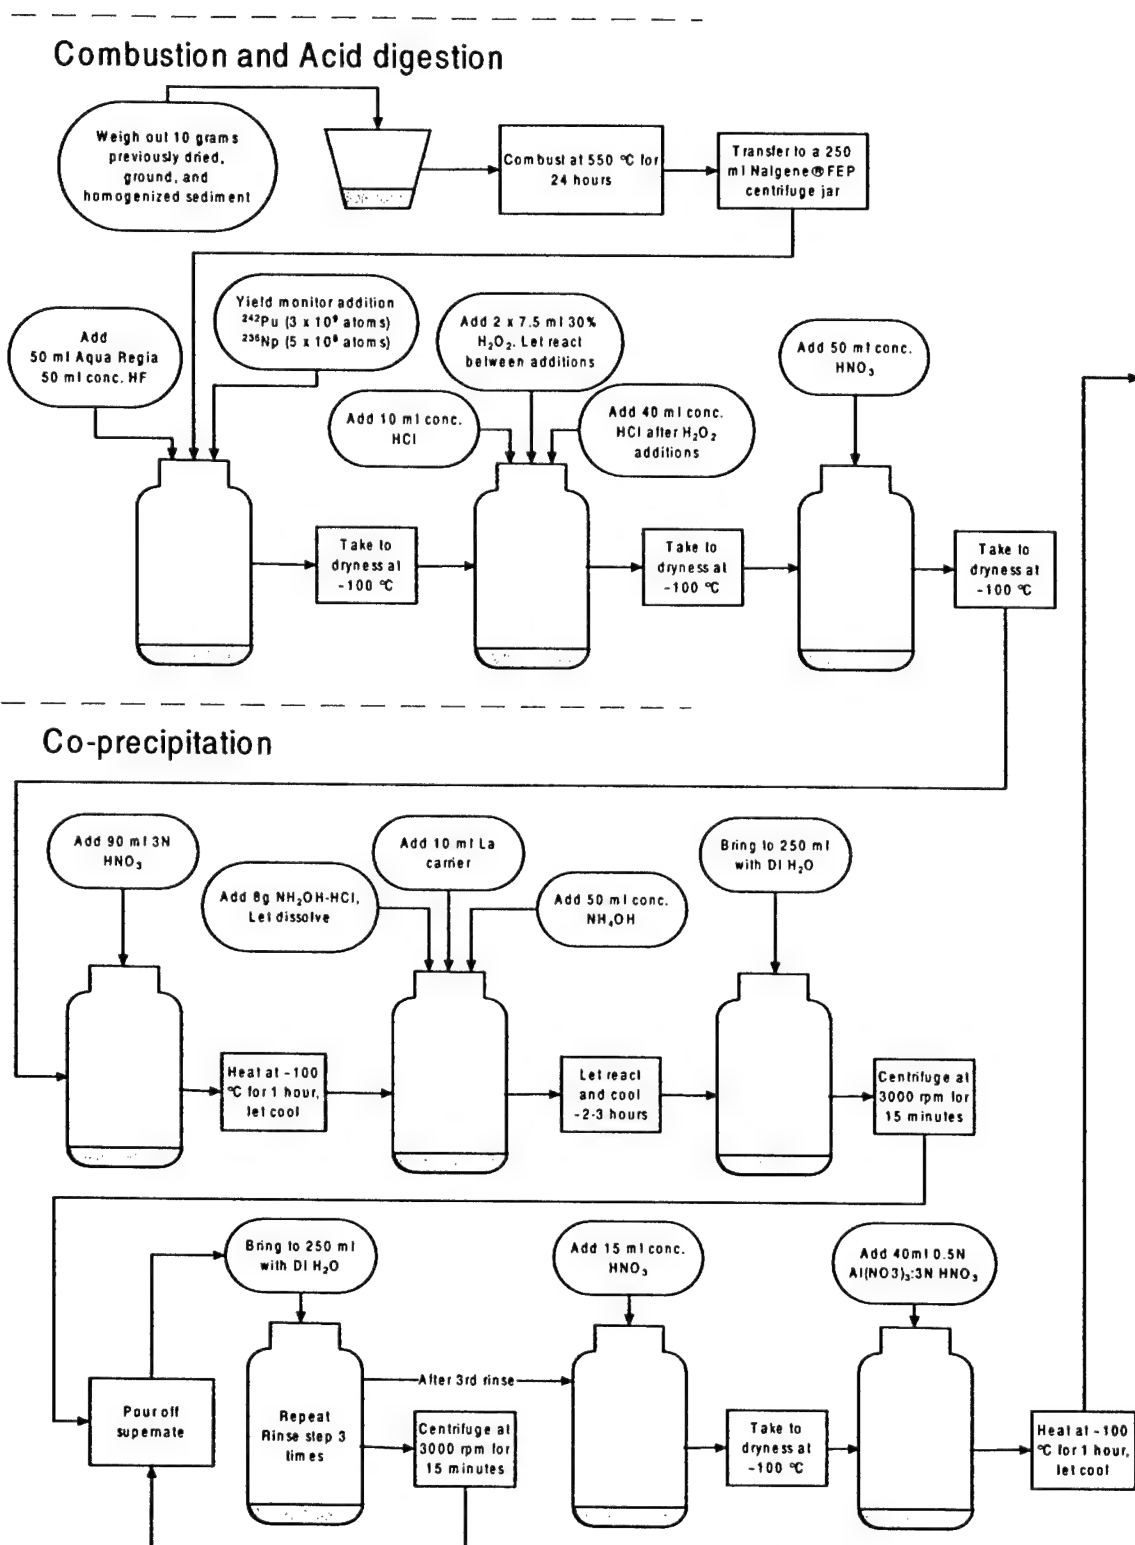 Combustion and Acid digestion
Weigh out 10 grams
previously dried,
ground, and
homogenized sediment
Combust at 550 °C for
24 hours
Transfer to a 250
ml Nalgene® FEP
centrifuge jar
Add
50 ml Aqua Regia
50 ml conc. HF
Yield monitor addition
²⁴²Pu (3 x 10⁹ atoms)
²³⁶Np (5 x 10⁸ atoms)
Add 2 x 7.5 ml 30%
H₂O₂. Let react
between additions
Add 10 ml conc.
HCl
Add 40 ml conc.
HCl after H₂O₂
additions
Add 50 ml conc.
HNO₃
Take to
dryness at
~100 °C
Take to
dryness at
~100 °C
Take to
dryness at
~100 °C
Co-precipitation
Add 90 ml 3N
HNO₃
Add 8g NH₂OH-HCl,
Let dissolve
Add 10 ml La
carrier
Add 50 ml conc.
NH₄OH
Bring to 250 ml
with DI H₂O
Heat at ~100
°C for 1 hour,
let cool
Let react
and cool
~2-3 hours
Centrifuge at
3000 rpm for
15 minutes
Bring to 250 ml
with DI H₂O
Add 15 ml conc.
HNO₃
Add 40ml 0.5N
Al(NO3)₃:3N HNO₃
Pour off
supernate
Repeat
Rinse step 3
times
After 3rd rinse
Centrifuge at
3000 rpm for
15 minutes
Take to
dryness at
~100 °C
Heat at ~100
°C for 1 hour,
let cool